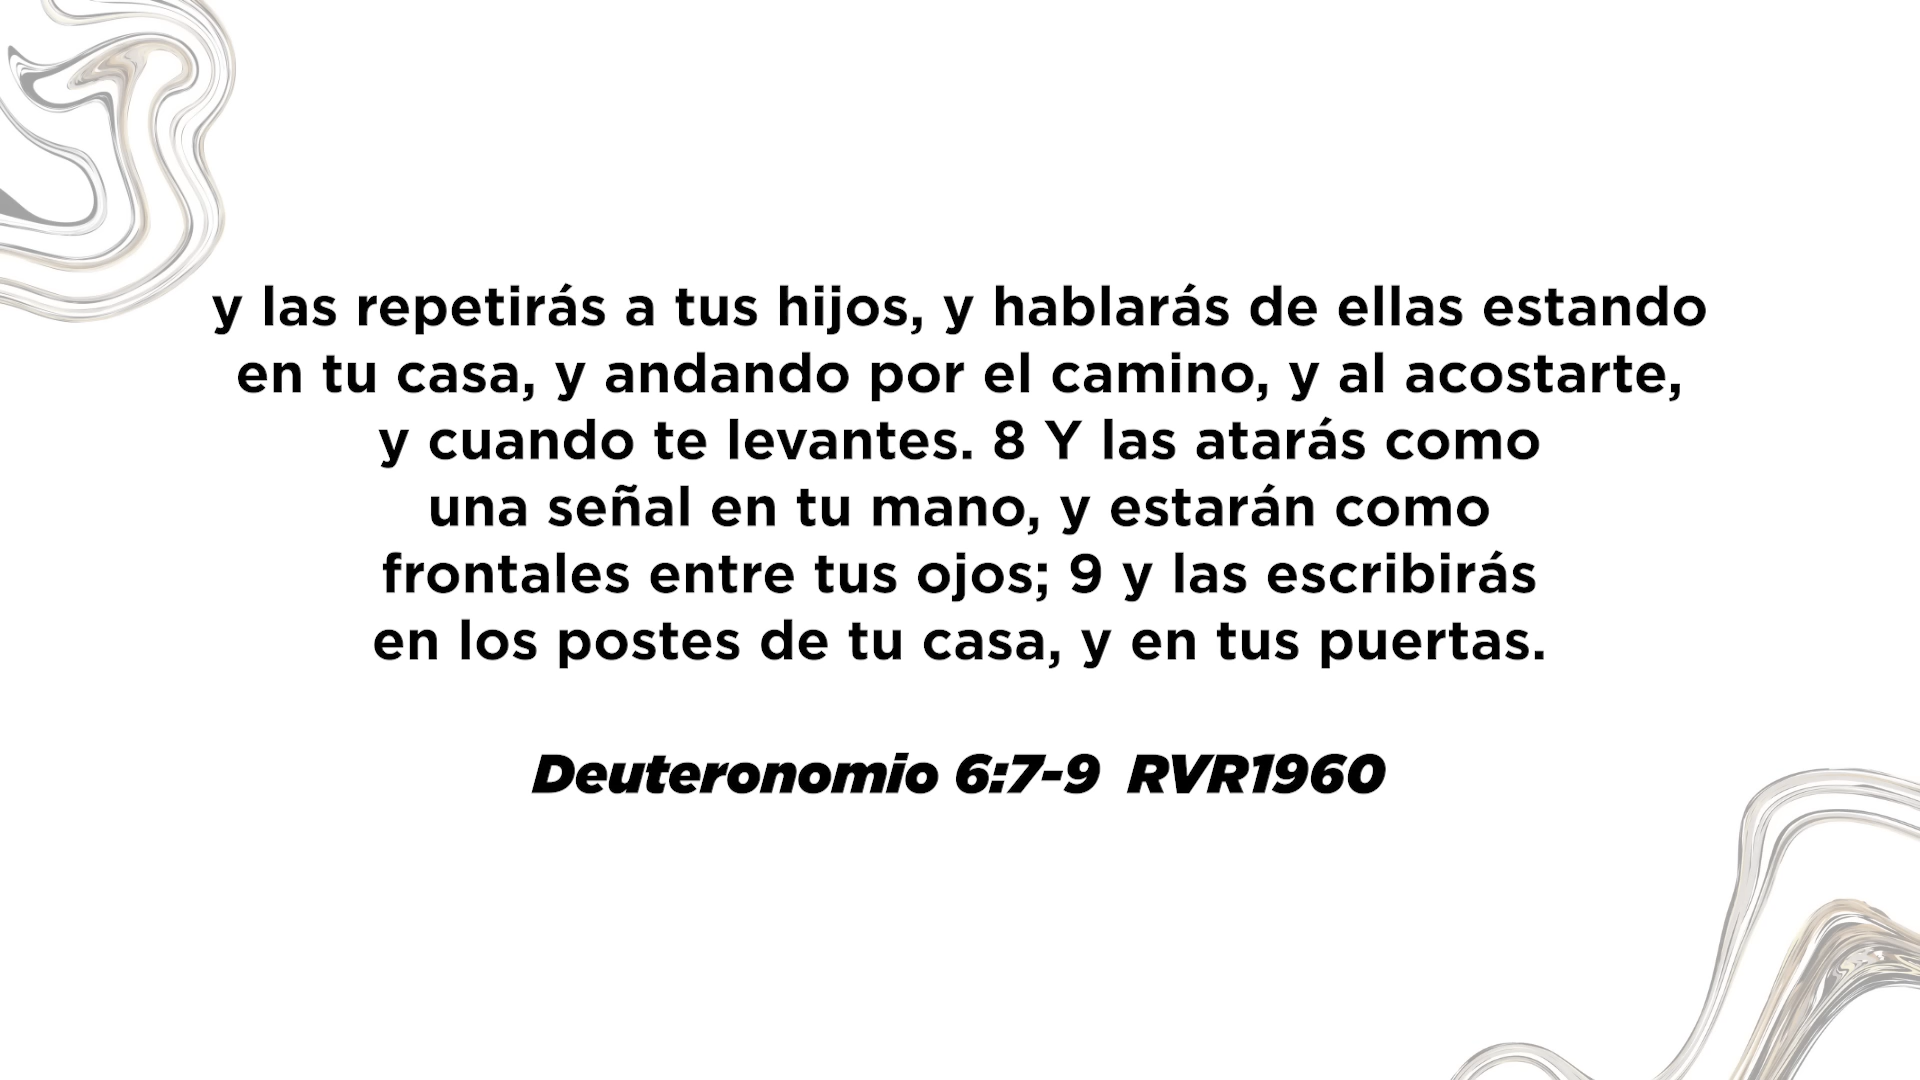 y las repetirás a tus hijos, y hablarás de ellas estando
en tu casa, y andando por el camino, y al acostarte,
y cuando te levantes. 8 Y las atarás como
una señal en tu mano, y estarán como
frontales entre tus ojos; 9 y las escribirás
en los postes de tu casa, y en tus puertas.
Deuteronomio 6:7-9 RVR1960